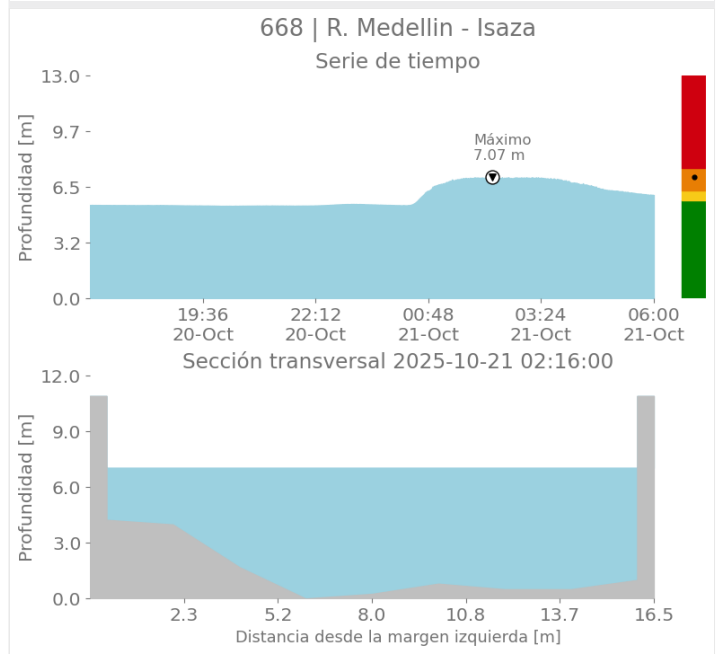 668 | R. Medellin - Isaza
Serie de tiempo
13.0
9.7
6.5
3.2
0.0
Profundidad [m]
Máximo
7.07 m
19:36 22:12 00:48 03:24 06:00
20-Oct 20-Oct 21-Oct 21-Oct 21-Oct
Sección transversal 2025-10-21 02:16:00
12.0
9.0
6.0
3.0
0.0
Profundidad [m]
2.3 5.2 8.0 10.8 13.7 16.5
Distancia desde la margen izquierda [m]